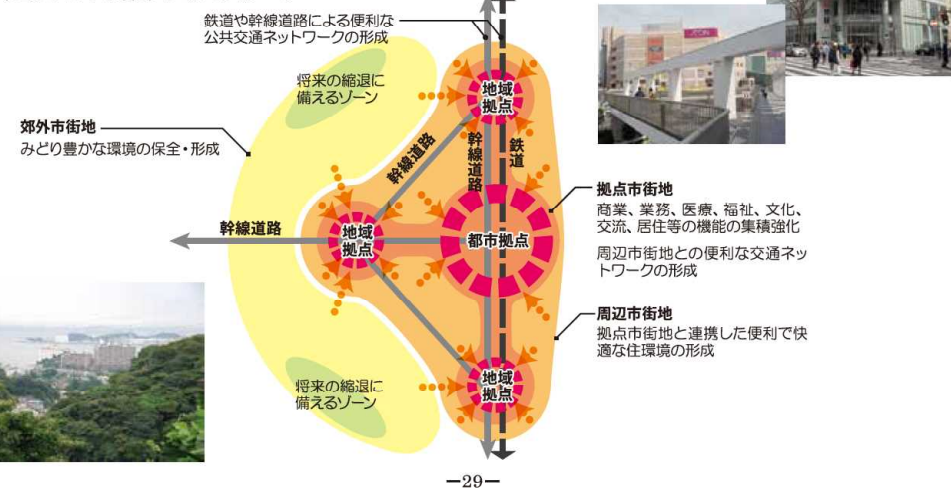 鉄道や幹線道路による便利な
公共交通ネットワークの形成
将来の縮退に
備えるゾーン
地域
拠点
郊外市街地
みどり豊かな環境の保全・形成
幹線道路
幹線道路
鉄道
拠点市街地
商業、業務、医療、福祉、文化、
交流、居住等の機能の集積強化
周辺市街地との便利な交通ネッ
トワークの形成
幹線道路
地域
拠点
都市拠点
周辺市街地
拠点市街地と連携した便利で快
適な住環境の形成
将来の縮退に
備えるゾーン
地域
拠点
AEON
−29−